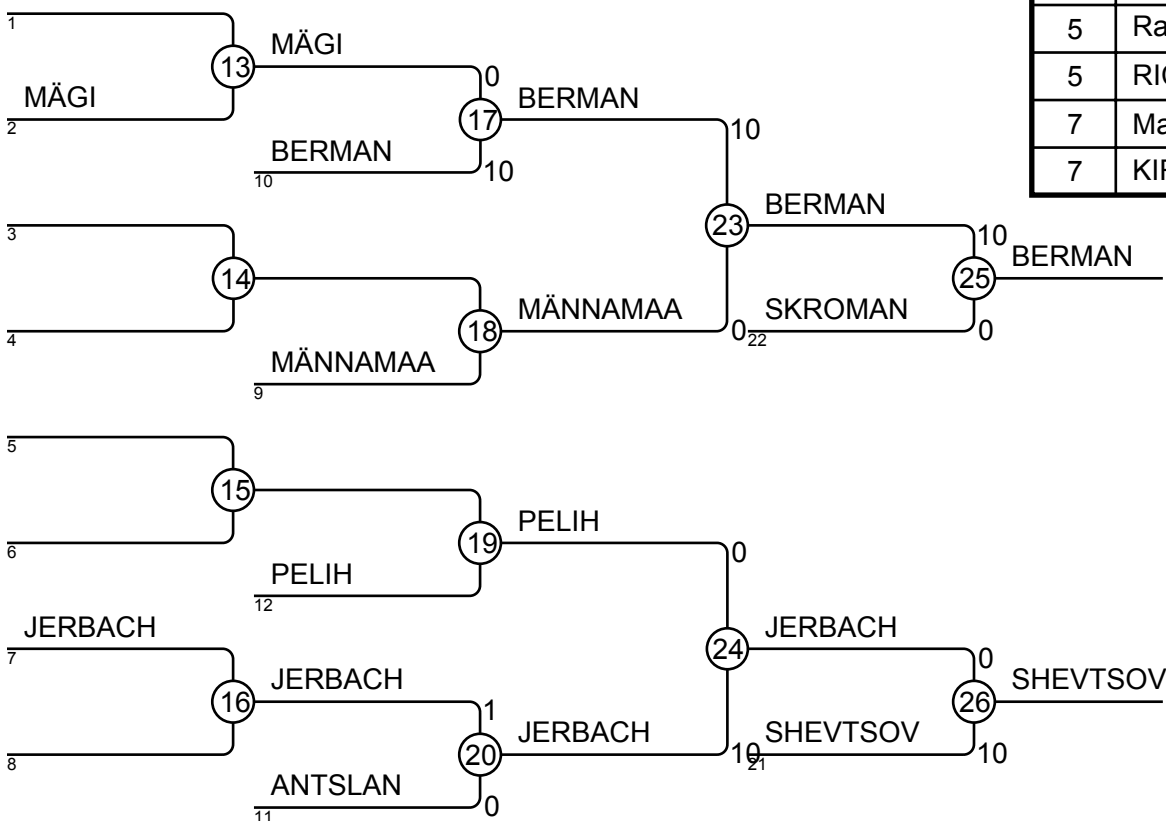 1
13
MÄGI
0
MÄGI
2
17
BERMAN
10
BERMAN
10
10
3
14
23
BERMAN
10
4
18
MÄNNAMAA
0
25
BERMAN
MÄNNAMAA
9
22
SKROMAN
0
5
15
6
19
PELIH
0
PELIH
12
JERBACH
7
16
JERBACH
1
24
JERBACH
0
8
20
JERBACH
10
26
SHEVTSOV
ANTSLAN
11
0
21
SHEVTSOV
10
5
5
7
7